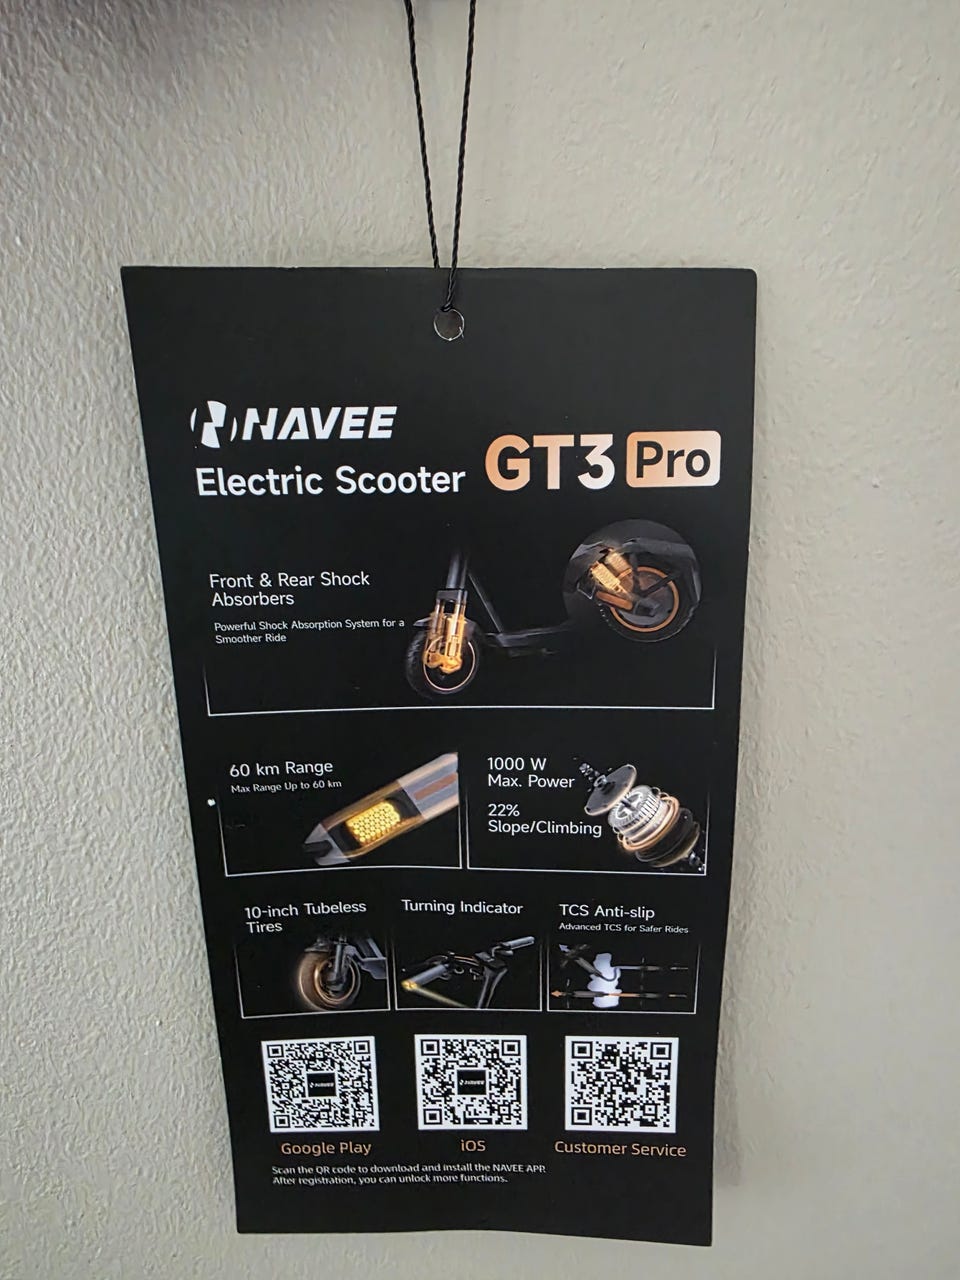 NAVEE
Electric Scooter GT3 Pro
Front & Rear Shock
Absorbers
Powerful Shock Absorption System for a
Smoother Ride
60 km Range
Max Range Up to 60 km
1000 W
Max. Power
22%
Slope/Climbing
10-inch Tubeless
Tires
Turning Indicator
TCS Anti-slip
Advanced TCS for Safer Rides
NAVEE
NAVEE
Google Play
iOS
Customer Service
Scan the QR code to download and install the NAVEE APP.
After registration, you can unlock more functions.